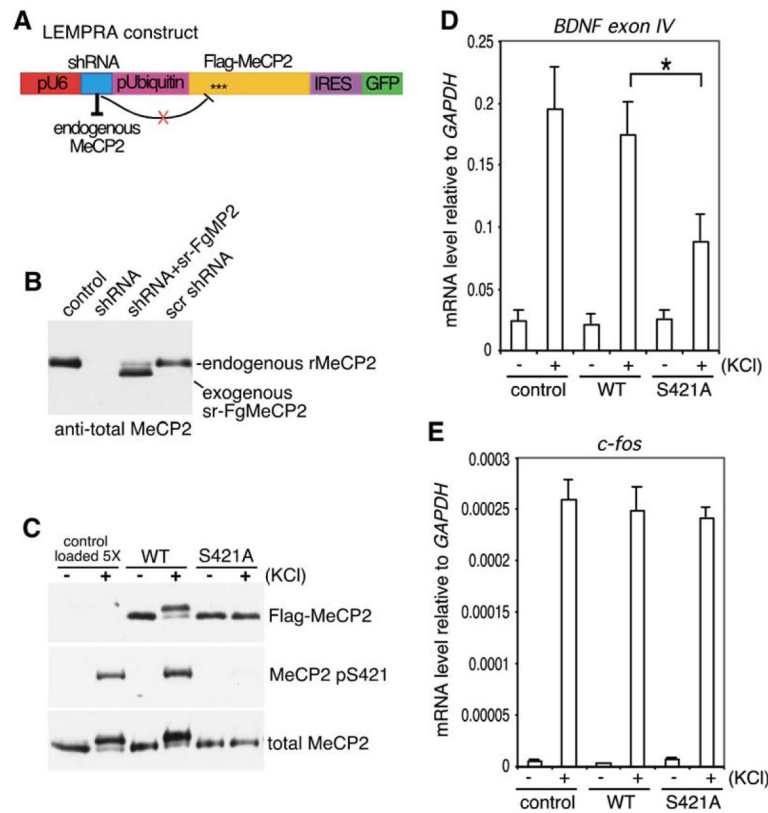 A
LEMPRA construct
shRNA
Flag-MeCP2
pU6
pUbiquitin
***
IRES
GFP
X
endogenous
MeCP2
B
control
shRNA
shRNA+sr-FgMP2
scr shRNA
-endogenous rMeCP2
exogenous
sr-FgMeCP2
anti-total MeCP2
C
control
loaded 5X
WT
S421A
- + - + - + (KCl)
Flag-MeCP2
MeCP2 pS421
total MeCP2
D
BDNF exon IV
mRNA level relative to GAPDH
0.25
0.2
0.15
0.1
0.05
0
*
- + - + - + (KCl)
control WT S421A
E
c-fos
mRNA level relative to GAPDH
0.0003
0.00025
0.0002
0.00015
0.0001
0.00005
0
- + - + - + (KCl)
control WT S421A